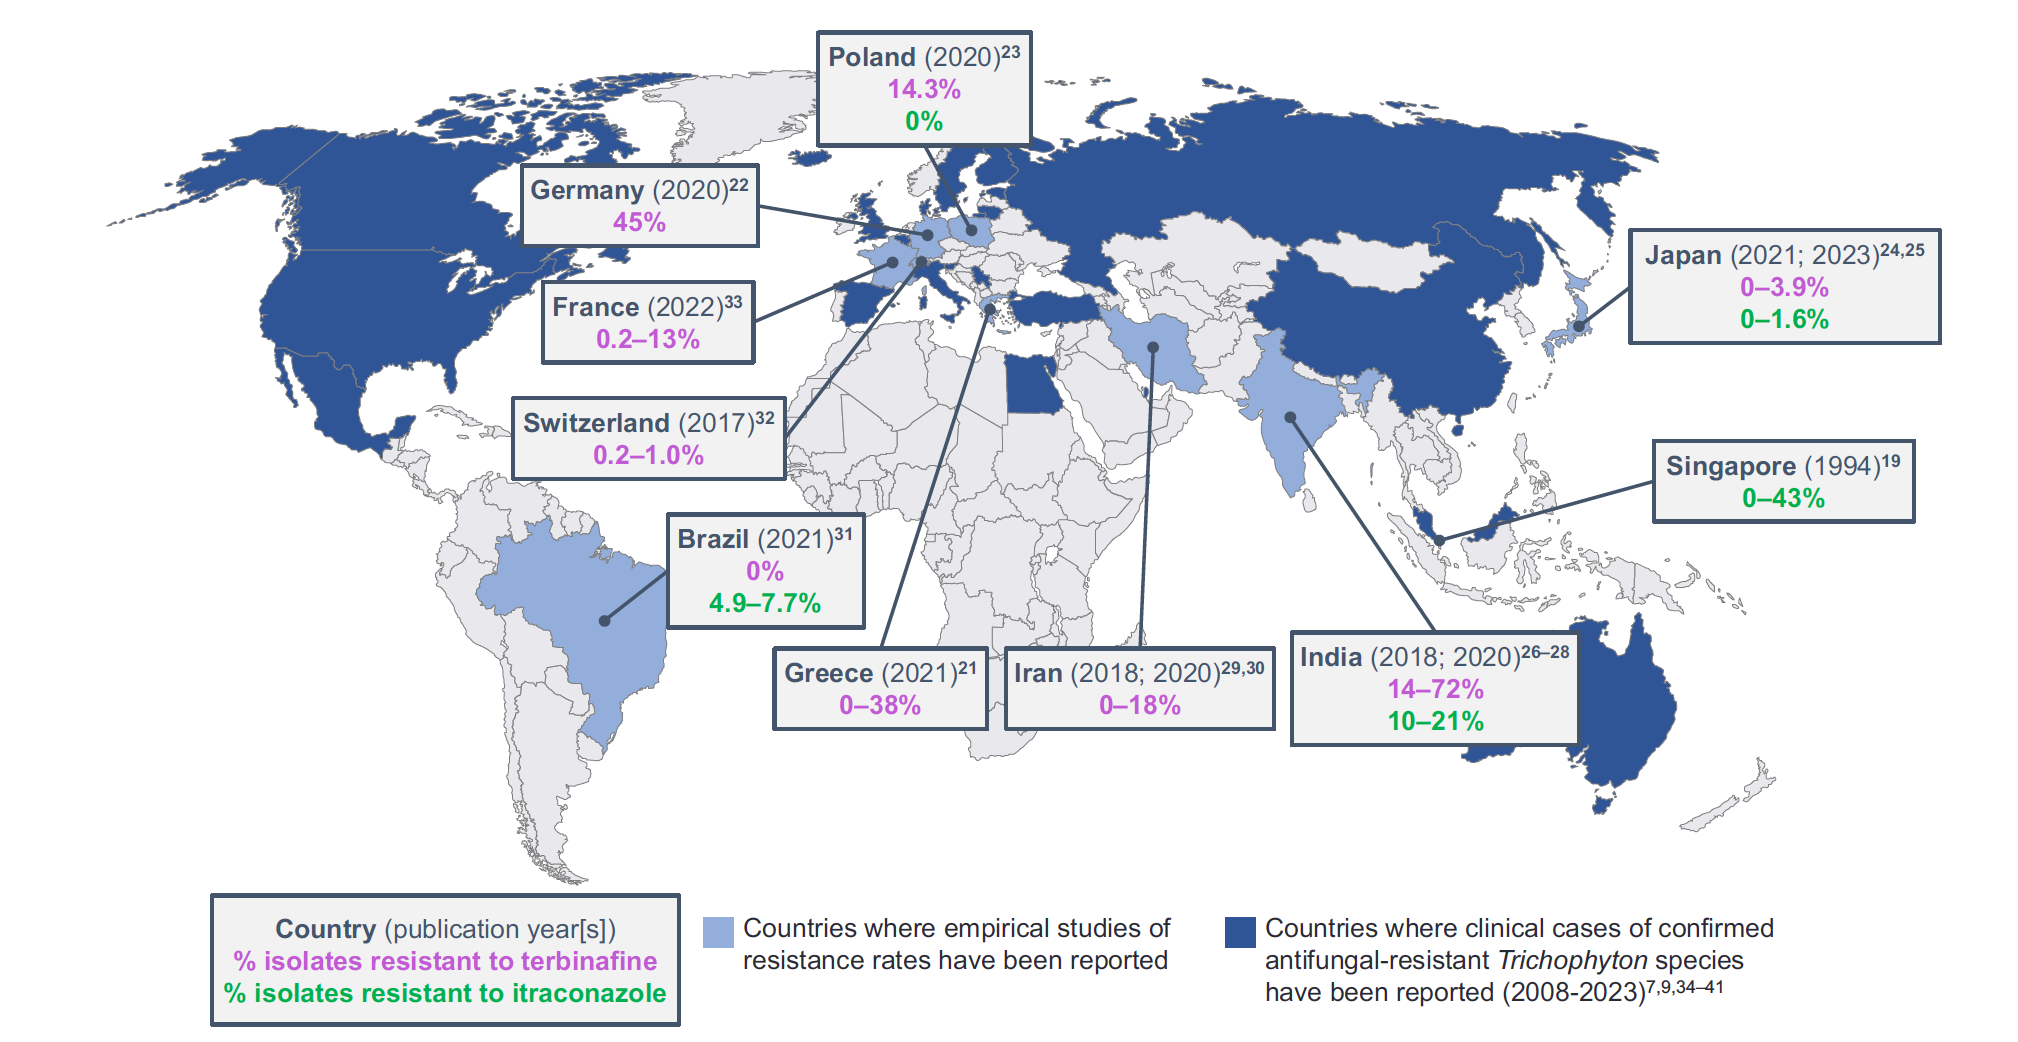 Poland (2020)23
14.3%
0%
Germany (2020)22
45%
Japan (2021; 2023)24,25
0–3.9%
0–1.6%
France (2022)33
0.2–13%
Switzerland (2017)32
0.2–1.0%
Singapore (1994)19
0–43%
Brazil (2021)31
0%
4.9–7.7%
Greece (2021)21
0–38%
Iran (2018; 2020)29,30
0–18%
India (2018; 2020)26–28
14–72%
10–21%
Country (publication year[s])
% isolates resistant to terbinafine
% isolates resistant to itraconazole
Countries where empirical studies of
resistance rates have been reported
Countries where clinical cases of confirmed
antifungal-resistant Trichophyton species
have been reported (2008-2023)7,9,34–41